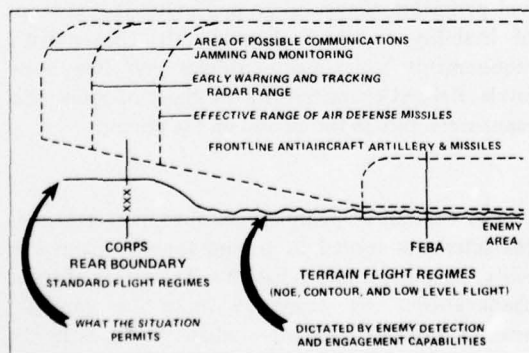 AREA OF POSSIBLE COMMUNICATIONS
JAMMING AND MONITORING
EARLY WARNING AND TRACKING
RADAR RANGE
EFFECTIVE RANGE OF AIR DEFENSE MISSILES
FRONTLINE ANTIAIRCRAFT ARTILLERY & MISSILES
XXX
ENEMY
AREA
CORPS
REAR BOUNDARY
STANDARD FLIGHT REGIMES
FEBA
TERRAIN FLIGHT REGIMES
(NOE, CONTOUR, AND LOW LEVEL FLIGHT)
WHAT THE SITUATION
PERMITS
DICTATED BY ENEMY DETECTION
AND ENGAGEMENT CAPABILITIES